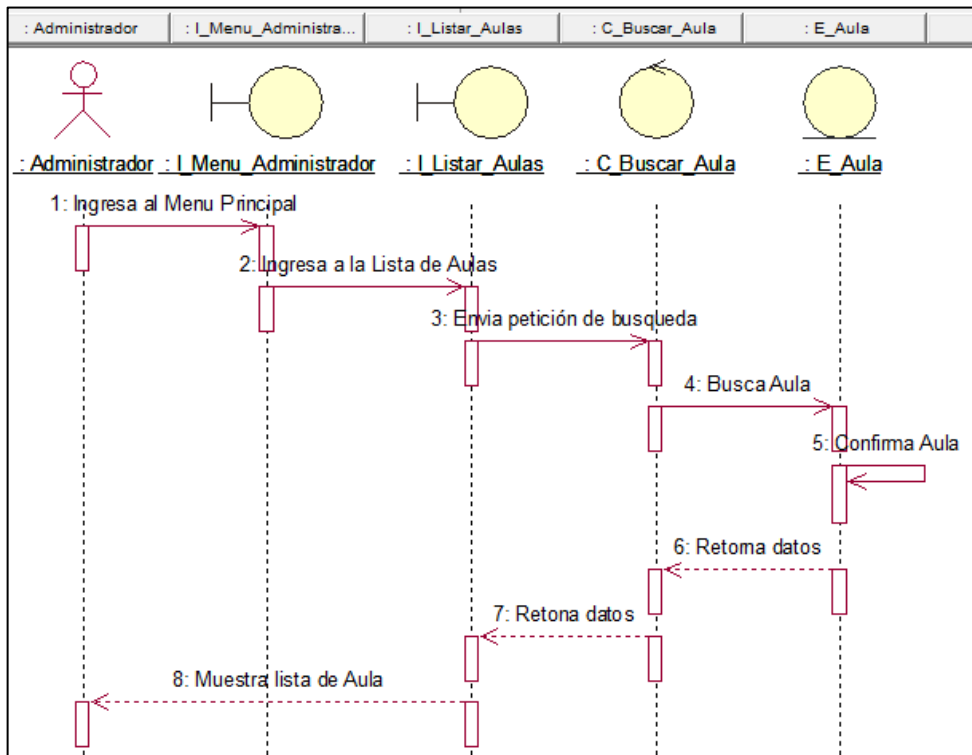 : Administrador
: I_Menu_Administra...
: I_Listar_Aulas
: C_Buscar_Aula
: E_Aula
: Administrador
: I_Menu_Administrador
: I_Listar_Aulas
: C_Buscar_Aula
: E_Aula
1: Ingresa al Menu Principal
2: Ingresa a la Lista de Aulas
3: Envia petición de busqueda
4: Busca Aula
5: Confirma Aula
6: Retorna datos
7: Retona datos
8: Muestra lista de Aula